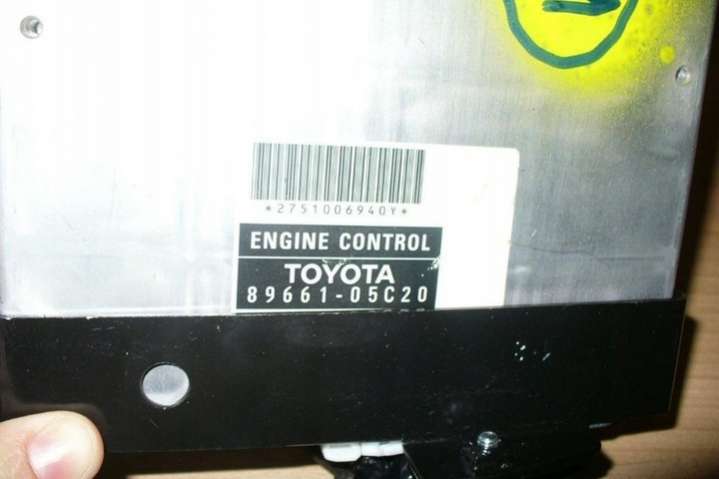 *2751006940Y*
ENGINE CONTROL
TOYOTA
89661-05C20